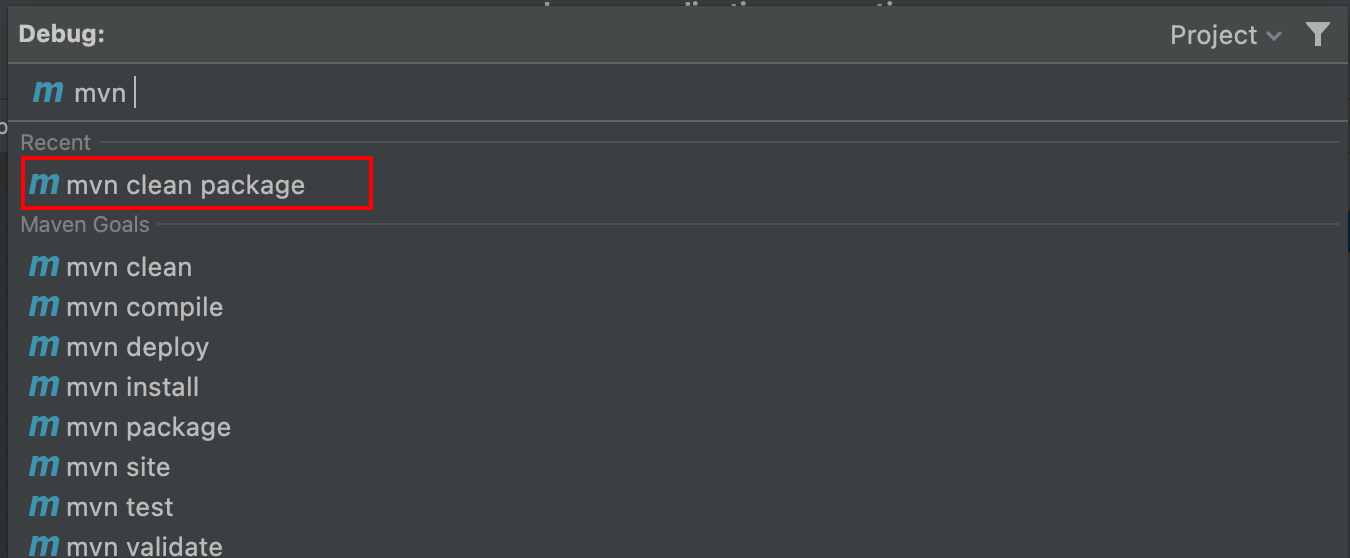 Debug:
Project
m mvn
Recent
m mvn clean package
Maven Goals
m mvn clean
m mvn compile
m mvn deploy
m mvn install
m mvn package
m mvn site
m mvn test
m mvn validate